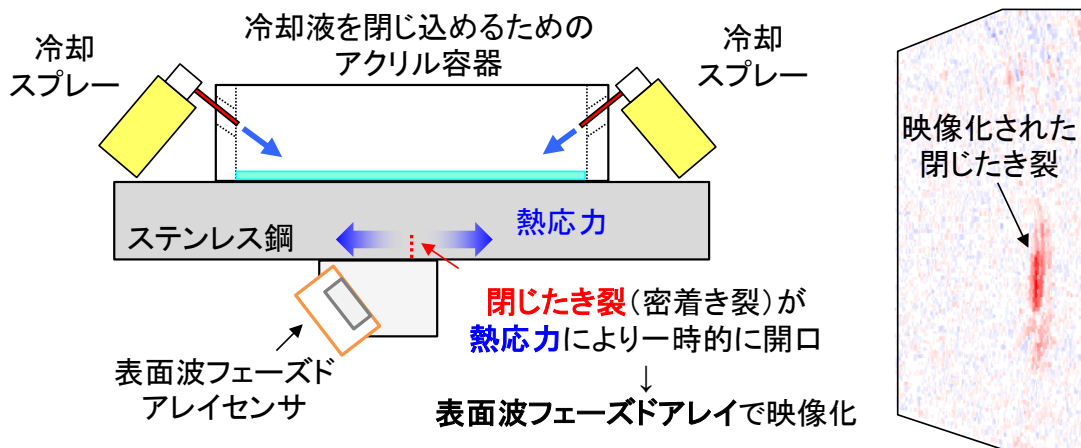 冷却
スプレー
冷却液を閉じ込めるための
アクリル容器
冷却
スプレー
ステンレス鋼
熱応力
閉じたき裂(密着き裂)が
熱応力により一時的に開口
↓
表面波フェーズドアレイで映像化
表面波フェーズド
アレイセンサ
映像化された
閉じたき裂